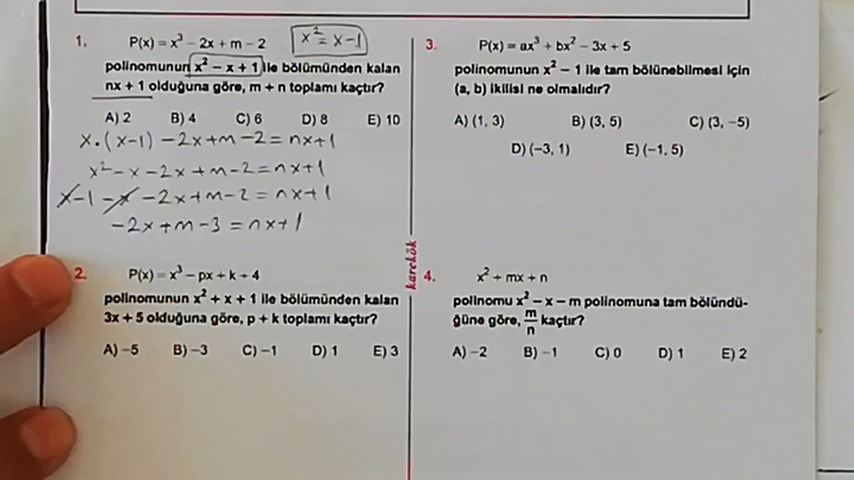 1. P(x) = x³ − 2x + m − 2
x² = x − 1
polinomunun x² − x + 1 ile bölümünden kalan
nx + 1 olduğuna göre, m + n toplamı kaçtır?
A) 2 B) 4 C) 6 D) 8 E) 10
x . (x−1) −2x+m−2 = nx+1
x² − x − 2x + m − 2 = nx+1
x − 1 − x − 2x + m − 2 = nx+1
−2x + m − 3 = nx+1
2. P(x) = x³ − px + k + 4
polinomunun x² + x + 1 ile bölümünden kalan
3x + 5 olduğuna göre, p + k toplamı kaçtır?
A) −5 B) −3 C) −1 D) 1 E) 3
karekök
3. P(x) = ax³ + bx² − 3x + 5
polinomunun x² − 1 ile tam bölünebilmesi için
(a, b) ikilisi ne olmalıdır?
A) (1, 3) B) (3, 5) C) (3, −5)
D) (−3, 1) E) (−1, 5)
4. x² + mx + n
polinomu x² − x − m polinomuna tam bölündü-
ğüne göre, m/n kaçtır?
A) −2 B) −1 C) 0 D) 1 E) 2